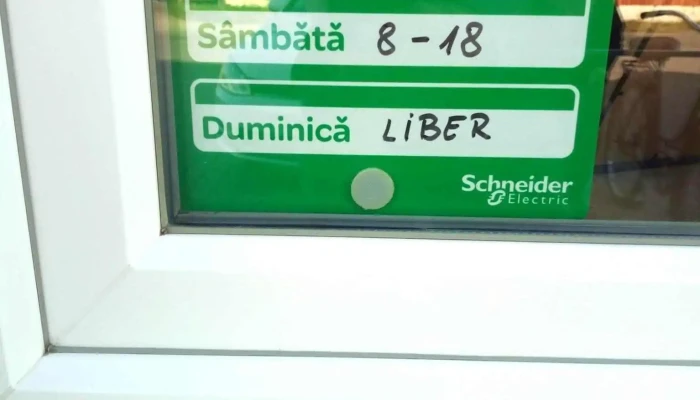 Sâmbătă 8-18
Duminică LiBER
Schneider
Electric